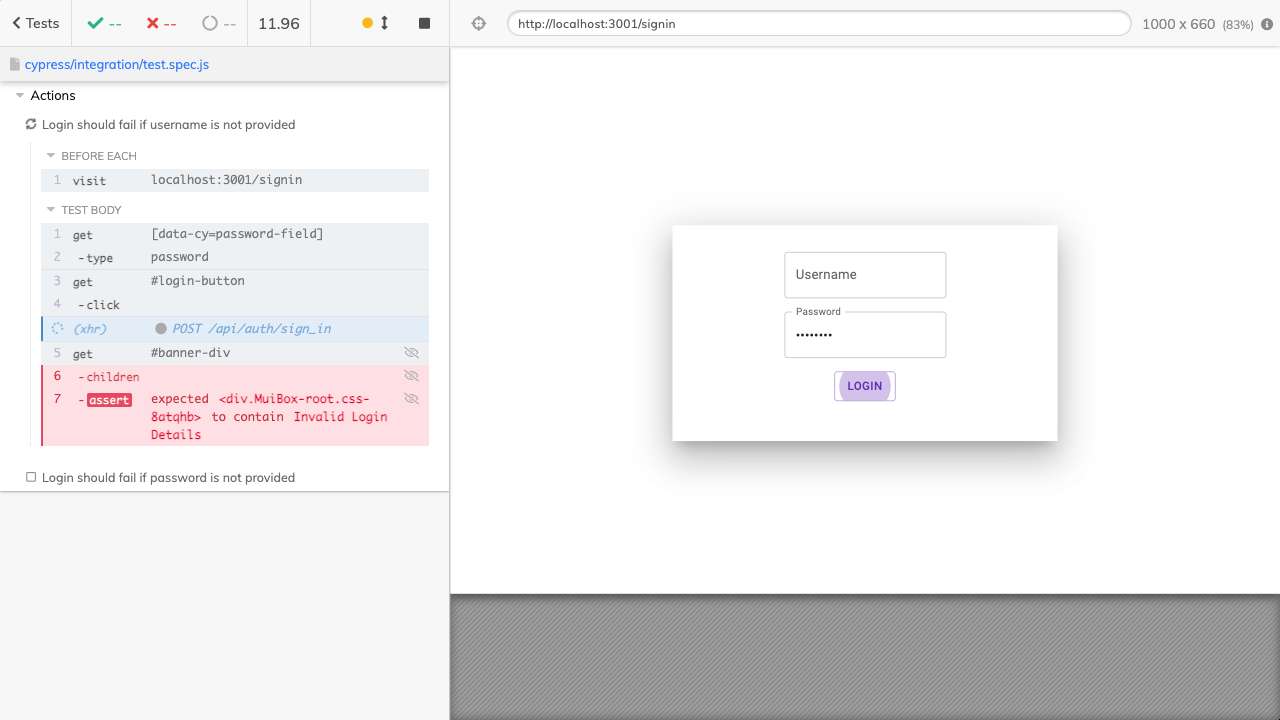 Tests -- -- -- 11.96 http://localhost:3001/signin 1000 x 660 (83%)
cypress/integration/test.spec.js
Actions
Login should fail if username is not provided
BEFORE EACH
1 visit localhost:3001/signin
TEST BODY
1 get [data-cy=password-field]
2 -type password
3 get #login-button
4 -click
(xhr) POST /api/auth/sign_in
5 get #banner-div
6 -children
7 -assert expected <div.MuiBox-root.css-
8atqhb> to contain Invalid Login
Details
Login should fail if password is not provided
Username
Password
••••••••
LOGIN